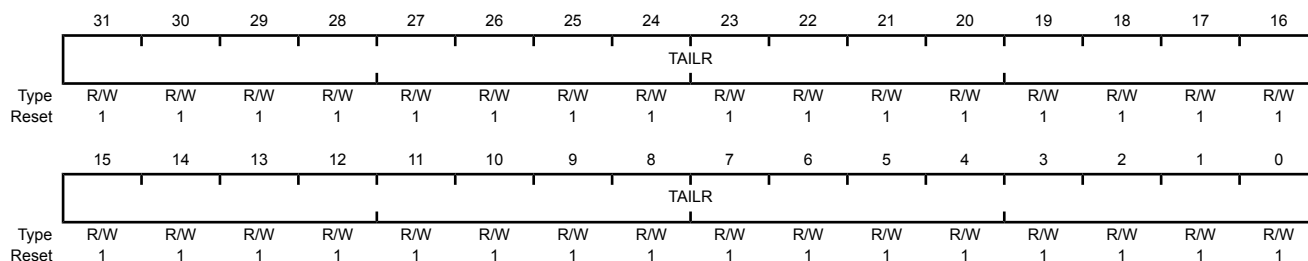 31 30 29 28 27 26 25 24 23 22 21 20 19 18 17 16
TAILR
Type R/W R/W R/W R/W R/W R/W R/W R/W R/W R/W R/W R/W R/W R/W R/W R/W
Reset 1 1 1 1 1 1 1 1 1 1 1 1 1 1 1 1
15 14 13 12 11 10 9 8 7 6 5 4 3 2 1 0
TAILR
Type R/W R/W R/W R/W R/W R/W R/W R/W R/W R/W R/W R/W R/W R/W R/W R/W
Reset 1 1 1 1 1 1 1 1 1 1 1 1 1 1 1 1